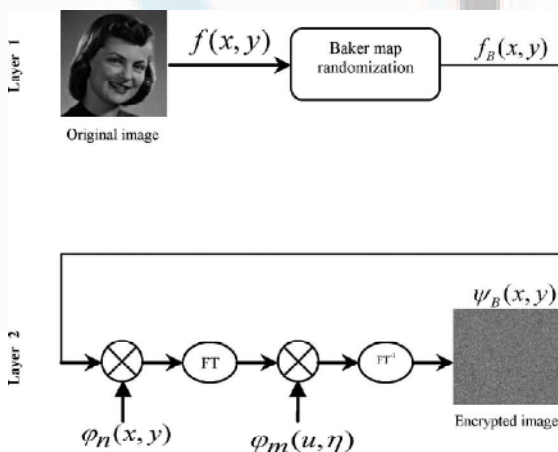 Layer 1
f(x, y)
Baker map
randomization
f_B(x, y)
Original image
Layer 2
ψ_B(x, y)
FT
FT⁻¹
φ_n(x, y)
φ_m(u, η)
Encrypted image